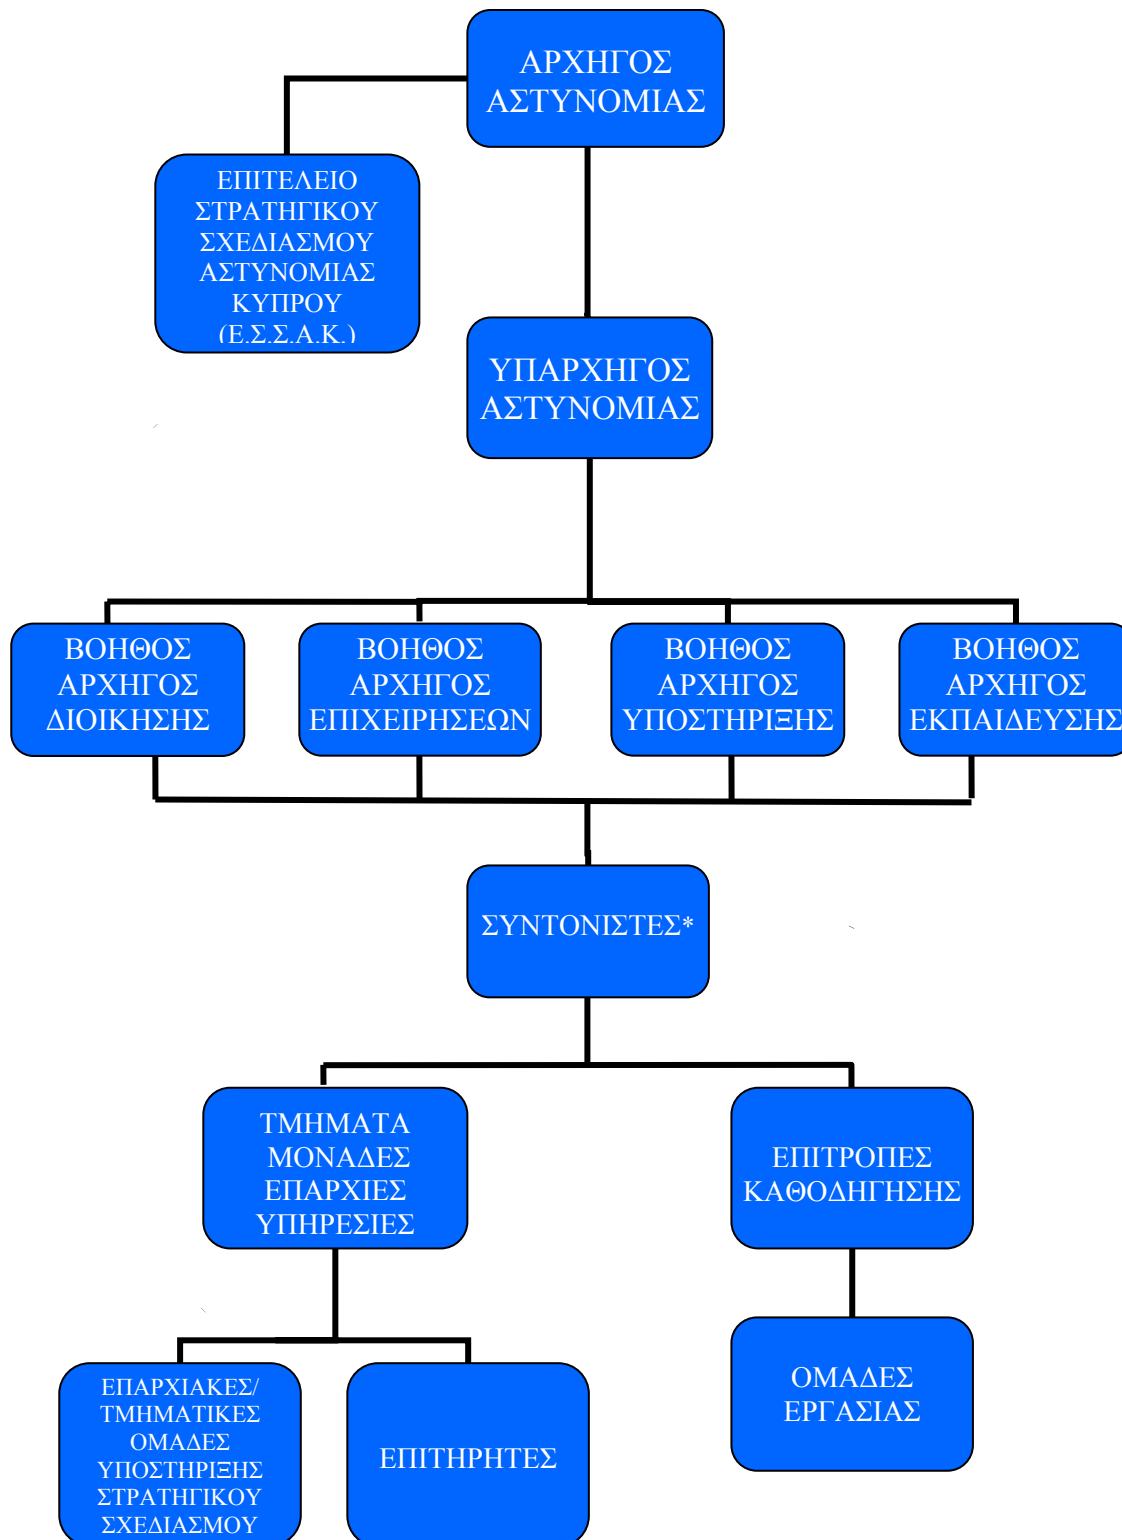 ΑΡΧΗΓΟΣ
ΑΣΤΥΝΟΜΙΑΣ
ΕΠΙΤΕΛΕΙΟ
ΣΤΡΑΤΗΓΙΚΟΥ
ΣΧΕΔΙΑΣΜΟΥ
ΑΣΤΥΝΟΜΙΑΣ
ΚΥΠΡΟΥ
(Ε.Σ.Σ.Α.Κ.)
ΥΠΑΡΧΗΓΟΣ
ΑΣΤΥΝΟΜΙΑΣ
ΒΟΗΘΟΣ
ΑΡΧΗΓΟΣ
ΔΙΟΙΚΗΣΗΣ
ΒΟΗΘΟΣ
ΑΡΧΗΓΟΣ
ΕΠΙΧΕΙΡΗΣΕΩΝ
ΒΟΗΘΟΣ
ΑΡΧΗΓΟΣ
ΥΠΟΣΤΗΡΙΞΗΣ
ΒΟΗΘΟΣ
ΑΡΧΗΓΟΣ
ΕΚΠΑΙΔΕΥΣΗΣ
ΣΥΝΤΟΝΙΣΤΕΣ*
ΤΜΗΜΑΤΑ
ΜΟΝΑΔΕΣ
ΕΠΑΡΧΙΕΣ
ΥΠΗΡΕΣΙΕΣ
ΕΠΙΤΡΟΠΕΣ
ΚΑΘΟΔΗΓΗΣΗΣ
ΕΠΑΡΧΙΑΚΕΣ/
ΤΜΗΜΑΤΙΚΕΣ
ΟΜΑΔΕΣ
ΥΠΟΣΤΗΡΙΞΗΣ
ΣΤΡΑΤΗΓΙΚΟΥ
ΣΧΕΔΙΑΣΜΟΥ
ΕΠΙΤΗΡΗΤΕΣ
ΟΜΑΔΕΣ
ΕΡΓΑΣΙΑΣ